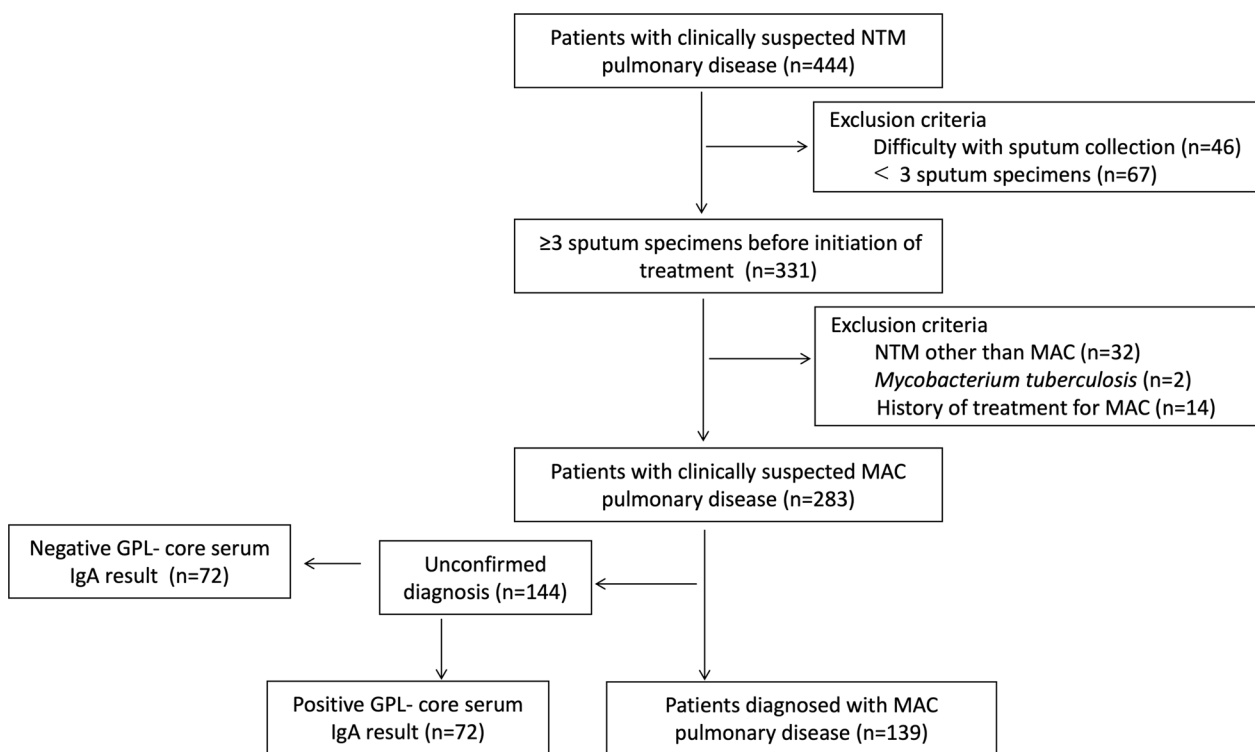 Patients with clinically suspected NTM
pulmonary disease (n=444)
Exclusion criteria
Difficulty with sputum collection (n=46)
< 3 sputum specimens (n=67)
≥3 sputum specimens before initiation of
treatment (n=331)
Exclusion criteria
NTM other than MAC (n=32)
Mycobacterium tuberculosis (n=2)
History of treatment for MAC (n=14)
Patients with clinically suspected MAC
pulmonary disease (n=283)
Negative GPL- core serum
IgA result (n=72)
Unconfirmed
diagnosis (n=144)
Positive GPL- core serum
IgA result (n=72)
Patients diagnosed with MAC
pulmonary disease (n=139)